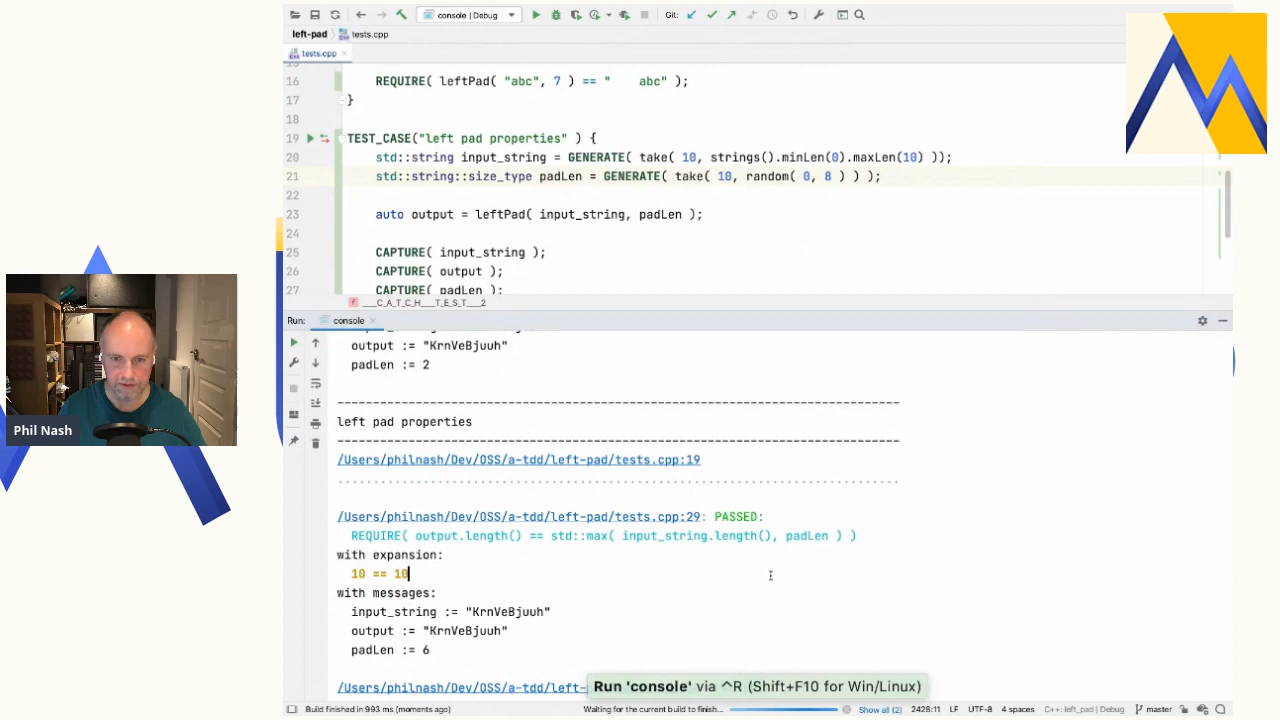 console | Debug
Git:
left-pad
tests.cpp
tests.cpp
16 REQUIRE( leftPad( "abc", 7 ) == "    abc" );
17 }
18
19 TEST_CASE("left pad properties" ) {
20 std::string input_string = GENERATE( take( 10, strings().minLen(0).maxLen(10) ));
21 std::string::size_type padLen = GENERATE( take( 10, random( 0, 8 ) ) );
22
23 auto output = leftPad( input_string, padLen );
24
25 CAPTURE( input_string );
26 CAPTURE( output );
27 CAPTURE( padLen );
f ___C_A_T_C_H___T_E_S_T___2
Run: console
output := "KrnVeBjuuh"
padLen := 2
-------------------------------------------------------------------------------
left pad properties
-------------------------------------------------------------------------------
/Users/philnash/Dev/OSS/a-tdd/left-pad/tests.cpp:19
...............................................................................
/Users/philnash/Dev/OSS/a-tdd/left-pad/tests.cpp:29: PASSED:
REQUIRE( output.length() == std::max( input_string.length(), padLen ) )
with expansion:
10 == 10
with messages:
input_string := "KrnVeBjuuh"
output := "KrnVeBjuuh"
padLen := 6
/Users/philnash/Dev/OSS/a-tdd/left-
Run 'console' via ^R (Shift+F10 for Win/Linux)
Build finished in 993 ms (moments ago)
Waiting for the current build to finish...
Show all (2)
2428:11 LF UTF-8 4 spaces C++: left_pad | Debug master
Phil Nash